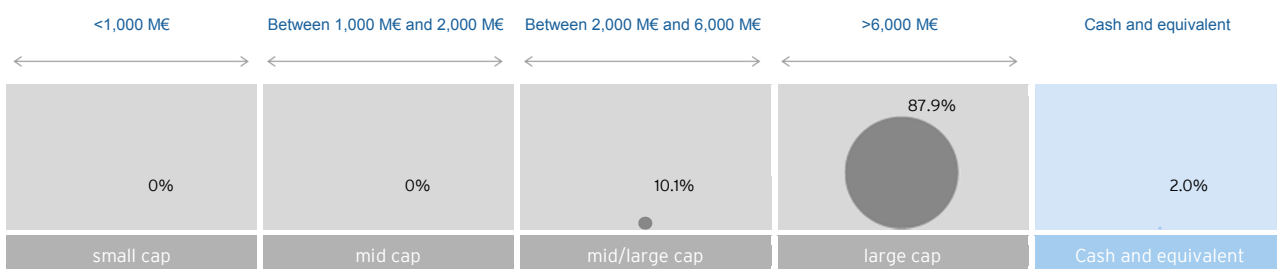 <1,000 M€ Between 1,000 M€ and 2,000 M€ Between 2,000 M€ and 6,000 M€ >6,000 M€ Cash and equivalent
87.9%
0% 0% 10.1% 2.0%
small cap mid cap mid/large cap large cap Cash and equivalent